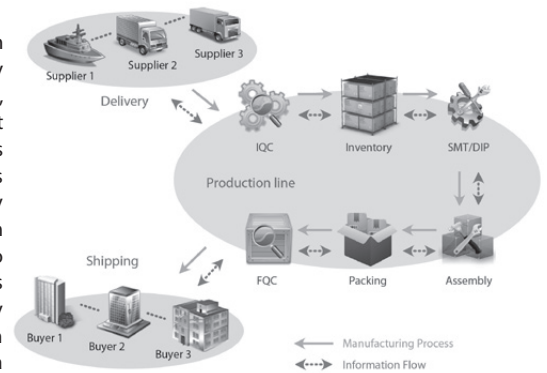 Supplier 1
Supplier 2
Supplier 3
Delivery
IQC
Inventory
SMT/DIP
Production line
FQC
Packing
Assembly
Shipping
Buyer 1
Buyer 2
Buyer 3
Manufacturing Process
Information Flow